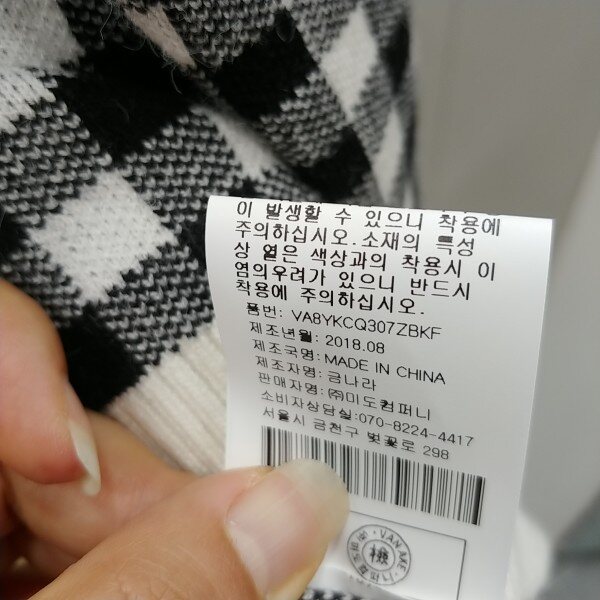 이 발생할 수 있으니 착용에
주의하십시오.소재의 특성
상 옅은 색상과의 착용시 이
염의우려가 있으니 반드시
착용에 주의하십시오.
품번: VA8YKCQ307ZBKF
제조년월: 2018.08
제조국명: MADE IN CHINA
제조자명: 금나라
판매자명: ㈜미도컴퍼니
소비자상담실:070-8224-4417
서울시 금천구 벚꽃로 298
VAN AKE
檢